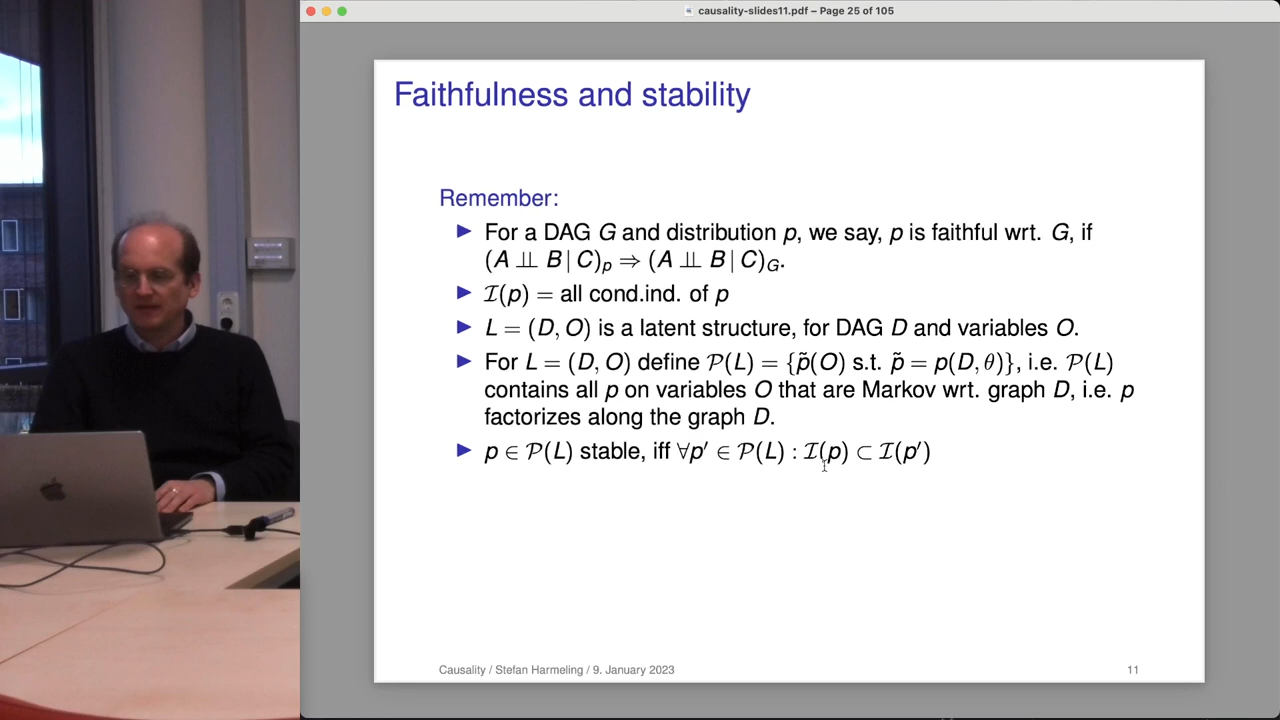 causality-slides11.pdf – Page 25 of 105
Faithfulness and stability
Remember:
▶ For a DAG G and distribution p, we say, p is faithful wrt. G, if
(A ⫫ B | C)ₚ ⇒ (A ⫫ B | C)_G.
▶ 𝓘(p) = all cond.ind. of p
▶ L = (D, O) is a latent structure, for DAG D and variables O.
▶ For L = (D, O) define 𝒫(L) = {p̃(O) s.t. p̃ = p(D, θ)}, i.e. 𝒫(L)
contains all p on variables O that are Markov wrt. graph D, i.e. p
factorizes along the graph D.
▶ p ∈ 𝒫(L) stable, iff ∀p′ ∈ 𝒫(L) : 𝓘(p) ⊂ 𝓘(p′)
Causality / Stefan Harmeling / 9. January 2023
11